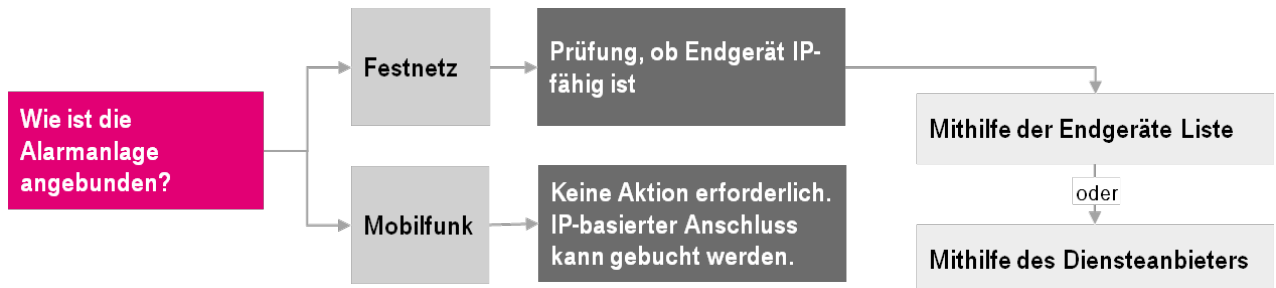 Wie ist die
Alarmanlage
angebunden?
Festnetz
Prüfung, ob Endgerät IP-
fähig ist
Mithilfe der Endgeräte Liste
oder
Mithilfe des Diensteanbieters
Mobilfunk
Keine Aktion erforderlich.
IP-basierter Anschluss
kann gebucht werden.